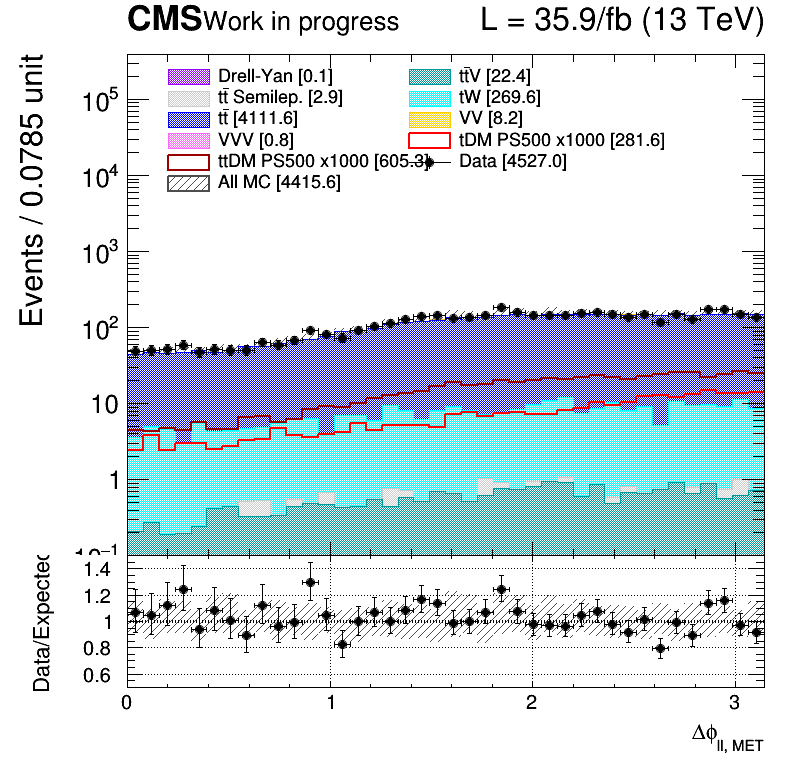 CMS Work in progress L = 35.9/fb (13 TeV)
Events / 0.0785 unit
Drell-Yan [0.1] tt̄V [22.4]
tt̄ Semilep. [2.9] tW [269.6]
tt̄ [4111.6] VV [8.2]
VVV [0.8] tDM PS500 x1000 [281.6]
ttDM PS500 x1000 [605.3] Data [4527.0]
All MC [4415.6]
10⁵
10⁴
10³
10²
10
1
10⁻¹
Data/Expected
1.4
1.2
1
0.8
0.6
0 1 2 3
Δϕ_ll, MET